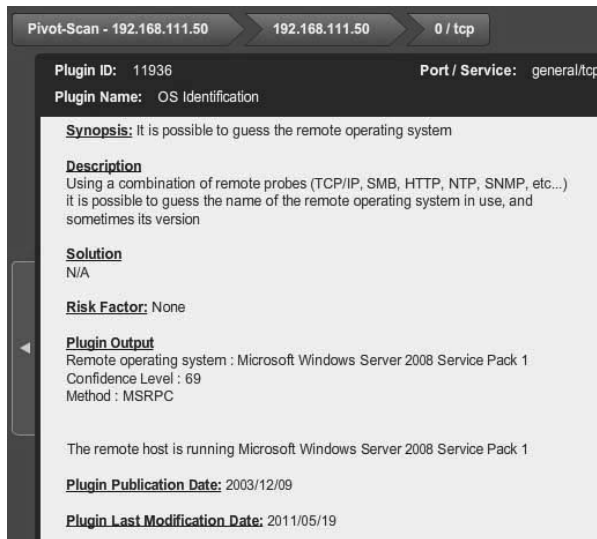 Pivot-Scan - 192.168.111.50 192.168.111.50 0 / tcp
Plugin ID: 11936 Port / Service: general/tcp
Plugin Name: OS Identification
Synopsis: It is possible to guess the remote operating system
Description
Using a combination of remote probes (TCP/IP, SMB, HTTP, NTP, SNMP, etc...)
it is possible to guess the name of the remote operating system in use, and
sometimes its version
Solution
N/A
Risk Factor: None
Plugin Output
Remote operating system : Microsoft Windows Server 2008 Service Pack 1
Confidence Level : 69
Method : MSRPC
The remote host is running Microsoft Windows Server 2008 Service Pack 1
Plugin Publication Date: 2003/12/09
Plugin Last Modification Date: 2011/05/19